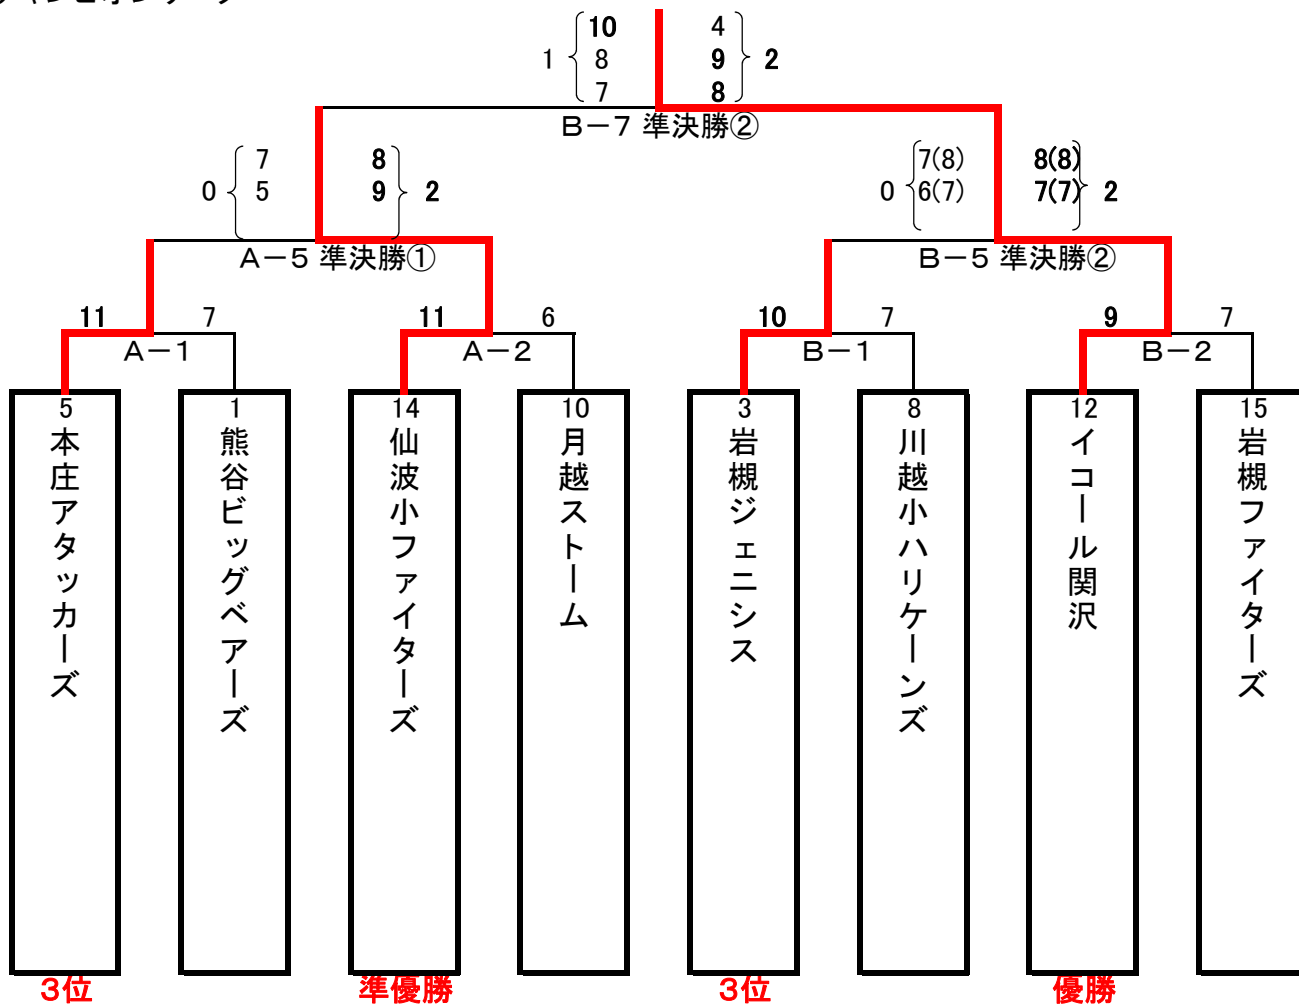 10 4
1 8 9 2
7 8
B－7 準決勝②
7 8
0 5 9 2
7(8) 8(8)
0 6(7) 7(7) 2
A－5 準決勝①
B－5 準決勝②
11 7
A－1
11 6
A－2
10 7
B－1
9 7
B－2
5
本庄アタッカーズ
1
熊谷ビッグベアーズ
14
仙波小ファイターズ
10
月越ストーム
3
岩槻ジェニシス
8
川越小ハリケーンズ
12
イコール関沢
15
岩槻ファイターズ
3位
準優勝
3位
優勝